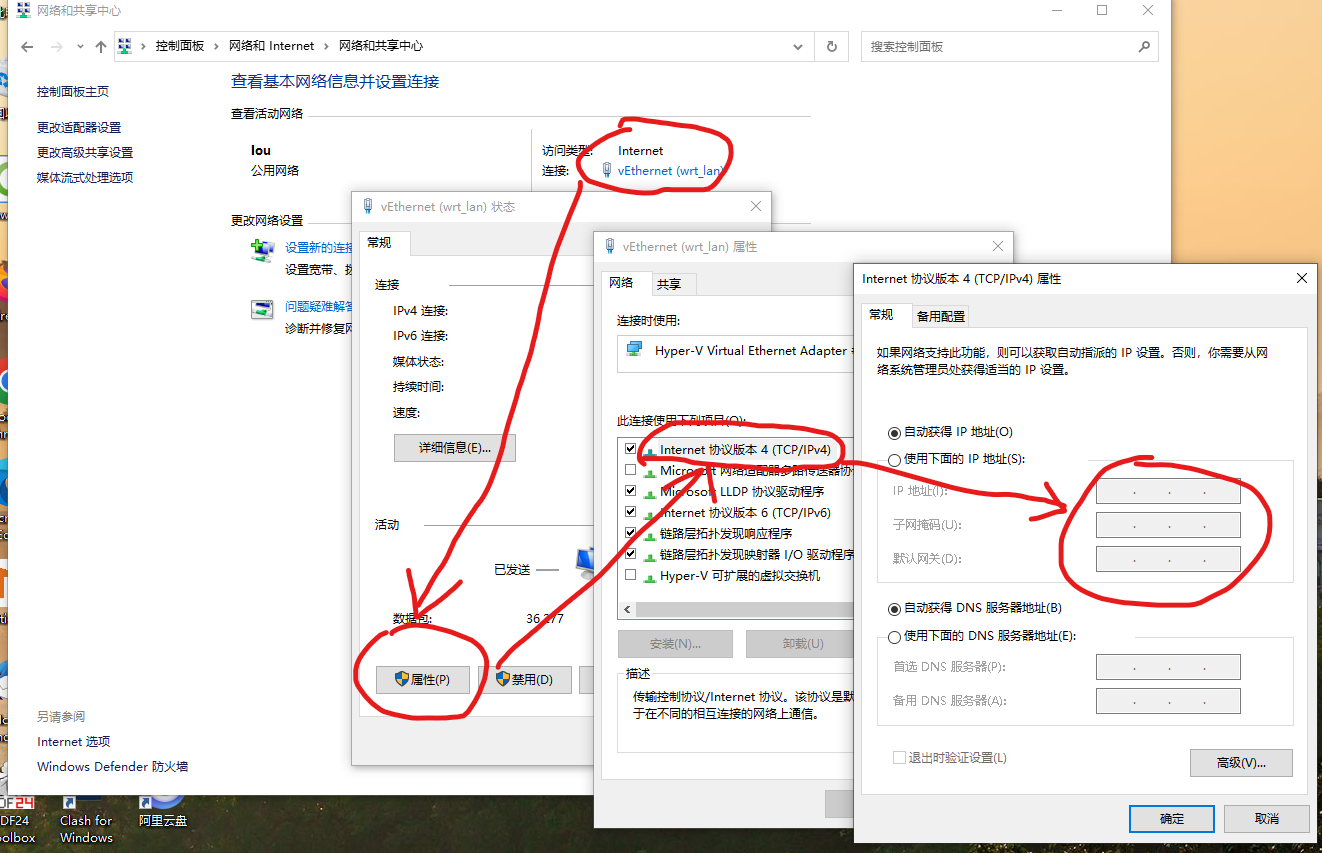 网络和共享中心
控制面板 > 网络和 Internet > 网络和共享中心
搜索控制面板
控制面板主页
更改适配器设置
更改高级共享设置
媒体流式处理选项
另请参阅
Internet 选项
Windows Defender 防火墙
查看基本网络信息并设置连接
查看活动网络
lou
公用网络
访问类型:
Internet
连接:
vEthernet (wrt_lan)
更改网络设置
设置新的连接
设置宽带、拨
问题疑难解答
诊断并修复网
vEthernet (wrt_lan) 状态
常规
连接
IPv4 连接:
IPv6 连接:
媒体状态:
持续时间:
速度:
详细信息(E)...
活动
已发送
数据包:
36,277
属性(P)
禁用(D)
vEthernet (wrt_lan) 属性
网络
共享
连接时使用:
Hyper-V Virtual Ethernet Adapter
此连接使用下列项目(O):
Internet 协议版本 4 (TCP/IPv4)
Microsoft 网络适配器多路传送器协
Microsoft LLDP 协议驱动程序
Internet 协议版本 6 (TCP/IPv6)
链路层拓扑发现响应程序
链路层拓扑发现映射器 I/O 驱动程序
Hyper-V 可扩展的虚拟交换机
安装(N)...
卸载(U)
描述
传输控制协议/Internet 协议。该协议是默
于在不同的相互连接的网络上通信。
Internet 协议版本 4 (TCP/IPv4) 属性
常规
备用配置
如果网络支持此功能，则可以获取自动指派的 IP 设置。否则，你需要从网
络系统管理员处获得适当的 IP 设置。
自动获得 IP 地址(O)
使用下面的 IP 地址(S):
IP 地址(I):
子网掩码(U):
默认网关(D):
自动获得 DNS 服务器地址(B)
使用下面的 DNS 服务器地址(E):
首选 DNS 服务器(P):
备用 DNS 服务器(A):
退出时验证设置(L)
高级(V)...
确定
取消
DF24
oolbox
Clash for
Windows
阿里云盘